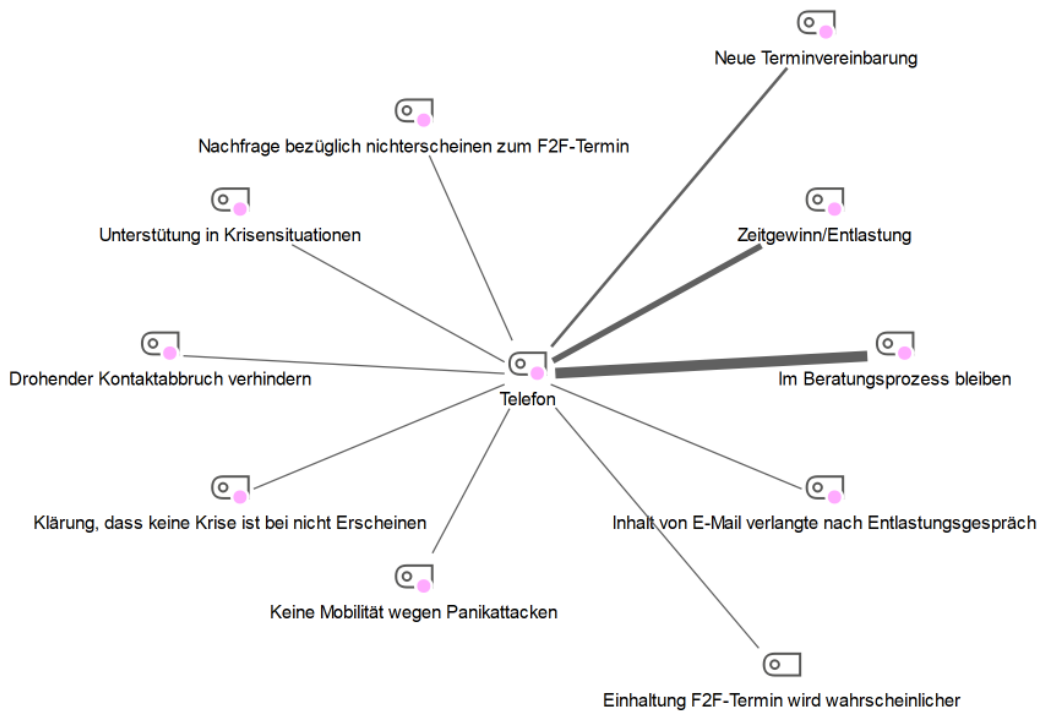 Neue Terminvereinbarung
Nachfrage bezüglich nichterscheinen zum F2F-Termin
Unterstütung in Krisensituationen
Zeitgewinn/Entlastung
Drohender Kontaktabbruch verhindern
Im Beratungsprozess bleiben
Telefon
Klärung, dass keine Krise ist bei nicht Erscheinen
Inhalt von E-Mail verlangte nach Entlastungsgespräch
Keine Mobilität wegen Panikattacken
Einhaltung F2F-Termin wird wahrscheinlicher